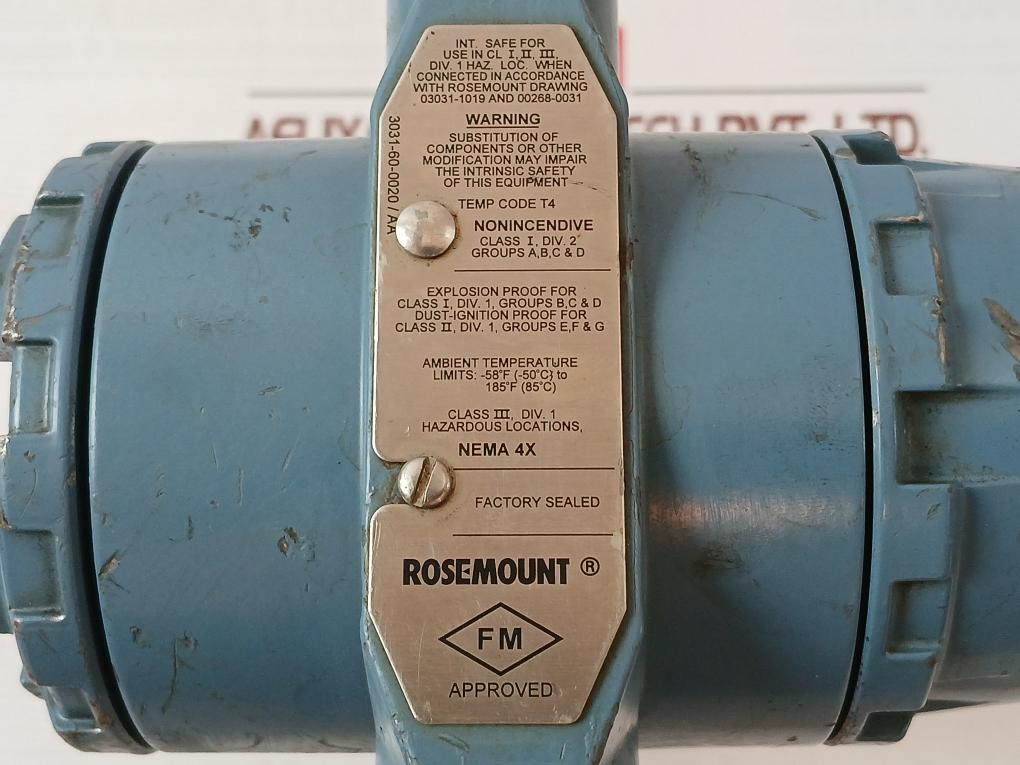 INT. SAFE FOR
USE IN CL I, II, III,
DIV. 1 HAZ. LOC. WHEN
CONNECTED IN ACCORDANCE
WITH ROSEMOUNT DRAWING
03031-1019 AND 00268-0031
WARNING
SUBSTITUTION OF
COMPONENTS OR OTHER
MODIFICATION MAY IMPAIR
THE INTRINSIC SAFETY
OF THIS EQUIPMENT
TEMP CODE T4
NONINCENDIVE
CLASS I, DIV. 2
GROUPS A,B,C & D
3031-60-0020 / AA
EXPLOSION PROOF FOR
CLASS I, DIV. 1, GROUPS B,C & D
DUST-IGNITION PROOF FOR
CLASS II, DIV. 1, GROUPS E,F & G
AMBIENT TEMPERATURE
LIMITS: -58°F (-50°C) to
185°F (85°C)
CLASS III, DIV. 1
HAZARDOUS LOCATIONS,
NEMA 4X
FACTORY SEALED
ROSEMOUNT ®
FM
APPROVED
PVT. LTD.